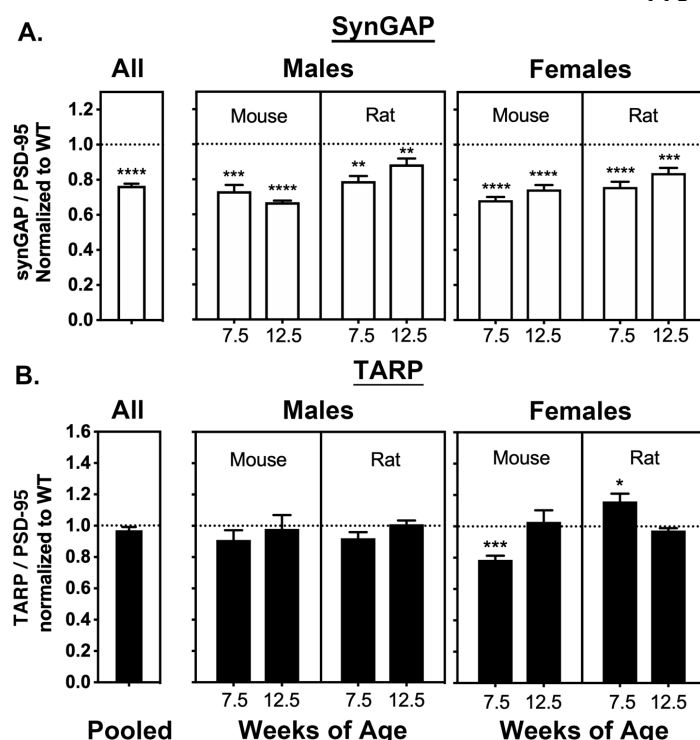 A.
SynGAP
All
Males
Females
synGAP / PSD-95
Normalized to WT
1.2
1.0
0.8
0.6
0.4
0.2
0.0
****
Mouse
Rat
***
****
**
**
7.5 12.5 7.5 12.5
Mouse
Rat
****
****
****
***
7.5 12.5 7.5 12.5
B.
TARP
All
Males
Females
TARP / PSD-95
normalized to WT
1.6
1.4
1.2
1.0
0.8
0.6
0.4
0.2
0.0
Mouse
Rat
7.5 12.5 7.5 12.5
Mouse
Rat
***
*
7.5 12.5 7.5 12.5
Pooled
Weeks of Age
Weeks of Age